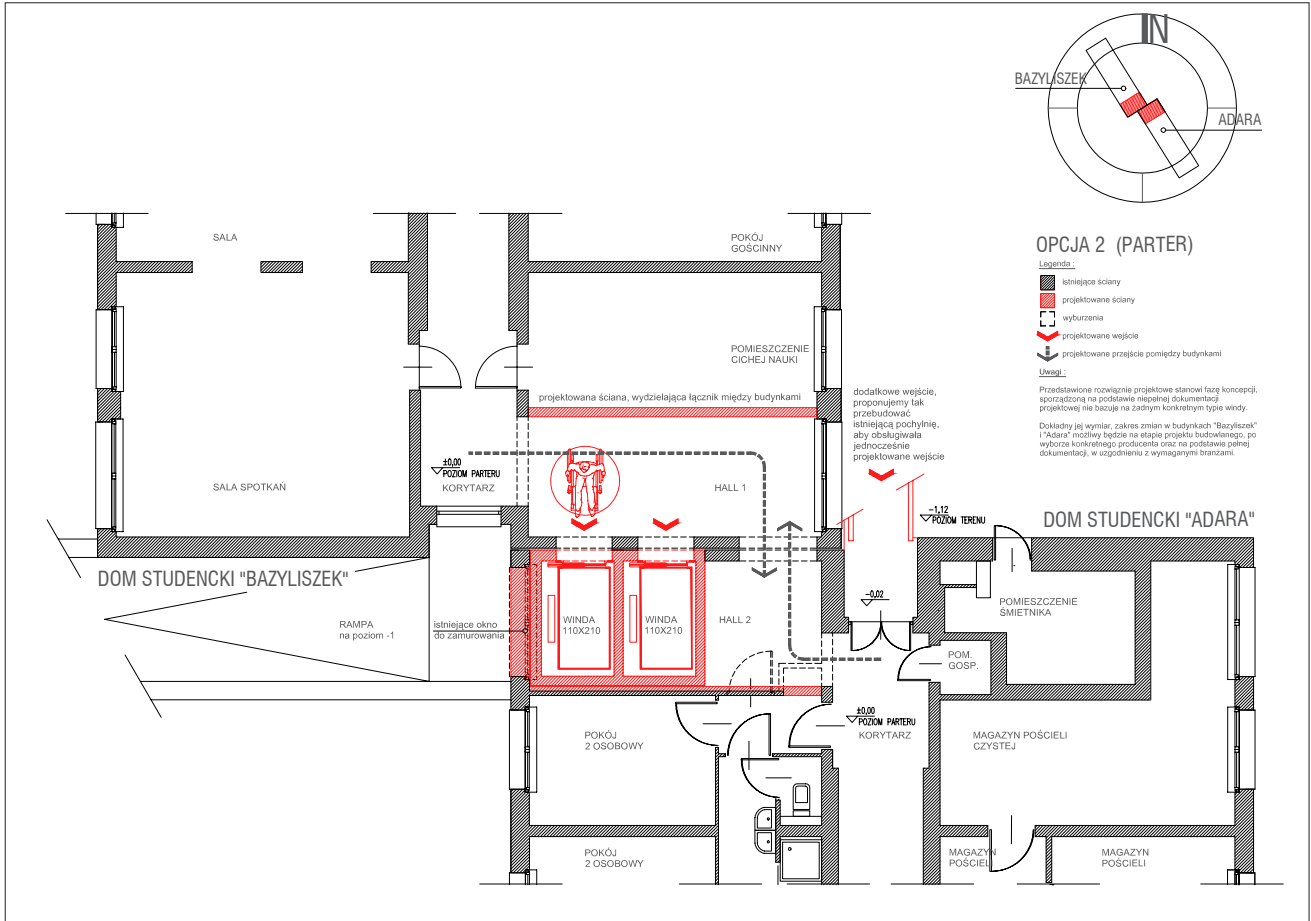 N
BAZYLISZEK
ADARA
OPCJA 2 (PARTER)
Legenda :
istniejące ściany
projektowane ściany
wyburzenia
projektowane wejście
projektowane przejście pomiędzy budynkami
Uwagi :
Przedstawione rozwiąznie projektowe stanowi fazę koncepcji,
sporządzoną na podstawie niepełnej dokumentacji
projektowej nie bazuje na żadnym konkretnym typie windy.
Dokładny jej wymiar, zakres zmian w budynkach "Bazyliszek"
i "Adara" możliwy będzie na etapie projektu budowlanego, po
wyborze konkretnego producenta oraz na podstawie pełnej
dokumentacji, w uzgodnieniu z wymaganymi branżami.
SALA
POKÓJ
GOŚCINNY
POMIESZCZENIE
CICHEJ NAUKI
projektowana ściana, wydzielająca łącznik między budynkami
dodatkowe wejście,
proponujemy tak
przebudować
istniejącą pochylnię,
aby obsługiwała
jednocześnie
projektowane wejście
±0,00
POZIOM PARTERU
KORYTARZ
SALA SPOTKAŃ
HALL 1
-1,12
POZIOM TERENU
DOM STUDENCKI "ADARA"
DOM STUDENCKI "BAZYLISZEK"
RAMPA
na poziom -1
istniejące okno
do zamurowania
WINDA
110X210
WINDA
110X210
HALL 2
-0,02
POMIESZCZENIE
ŚMIETNIKA
POM.
GOSP.
±0,00
POZIOM PARTERU
KORYTARZ
POKÓJ
2 OSOBOWY
MAGAZYN POŚCIELI
CZYSTEJ
POKÓJ
2 OSOBOWY
MAGAZYN
POŚCIELI
MAGAZYN
POŚCIELI